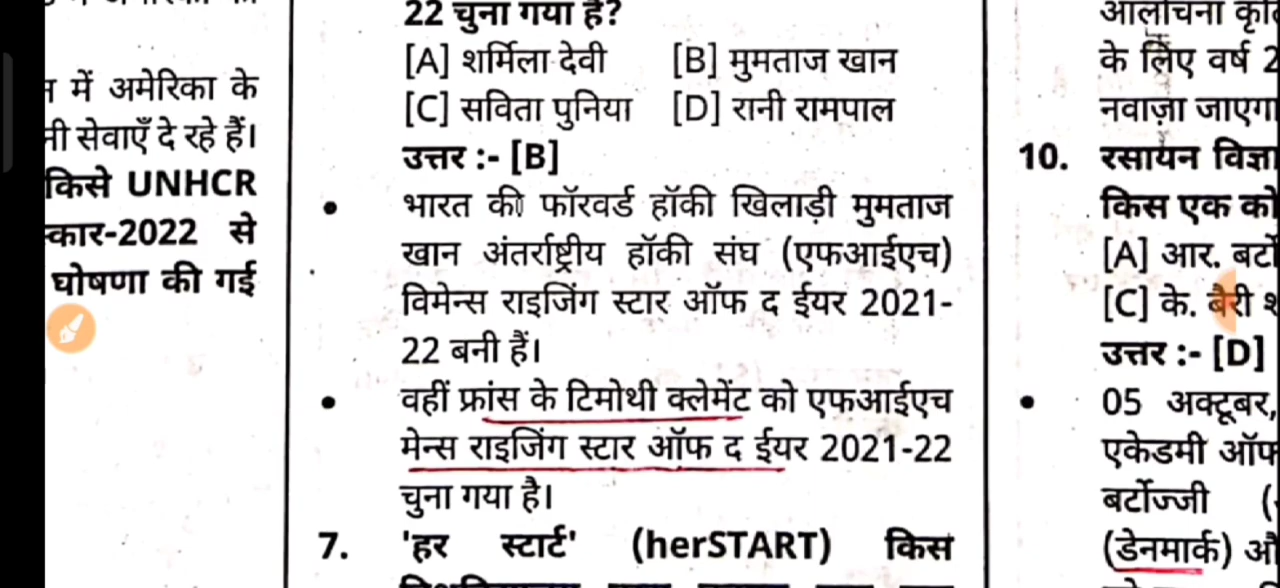 में अमेरिका के
सेवाएँ दे रहे हैं।
किसे UNHCR
कार-2022 से
घोषणा की गई
22 चुना गया है?
[A] शर्मिला देवी [B] मुमताज खान
[C] सविता पुनिया [D] रानी रामपाल
उत्तर :- [B]
• भारत की फॉरवर्ड हॉकी खिलाड़ी मुमताज
खान अंतर्राष्ट्रीय हॉकी संघ (एफआईएच)
विमेन्स राइजिंग स्टार ऑफ द ईयर 2021-
22 बनी हैं।
• वहीं फ्रांस के टिमोथी क्लेमेंट को एफआईएच
मेन्स राइजिंग स्टार ऑफ द ईयर 2021-22
चुना गया है।
7. 'हर स्टार्ट' (herSTART) किस
आलोचना
के लिए वर्ष
नवाज़ा जाएगा
10. रसायन
किस एक को
[A] आर.
[C] के. बैरी
उत्तर :- [D]
• 05 अक्टूबर,
एकेडमी ऑफ
बर्टोज्जी
(डेनमार्क)